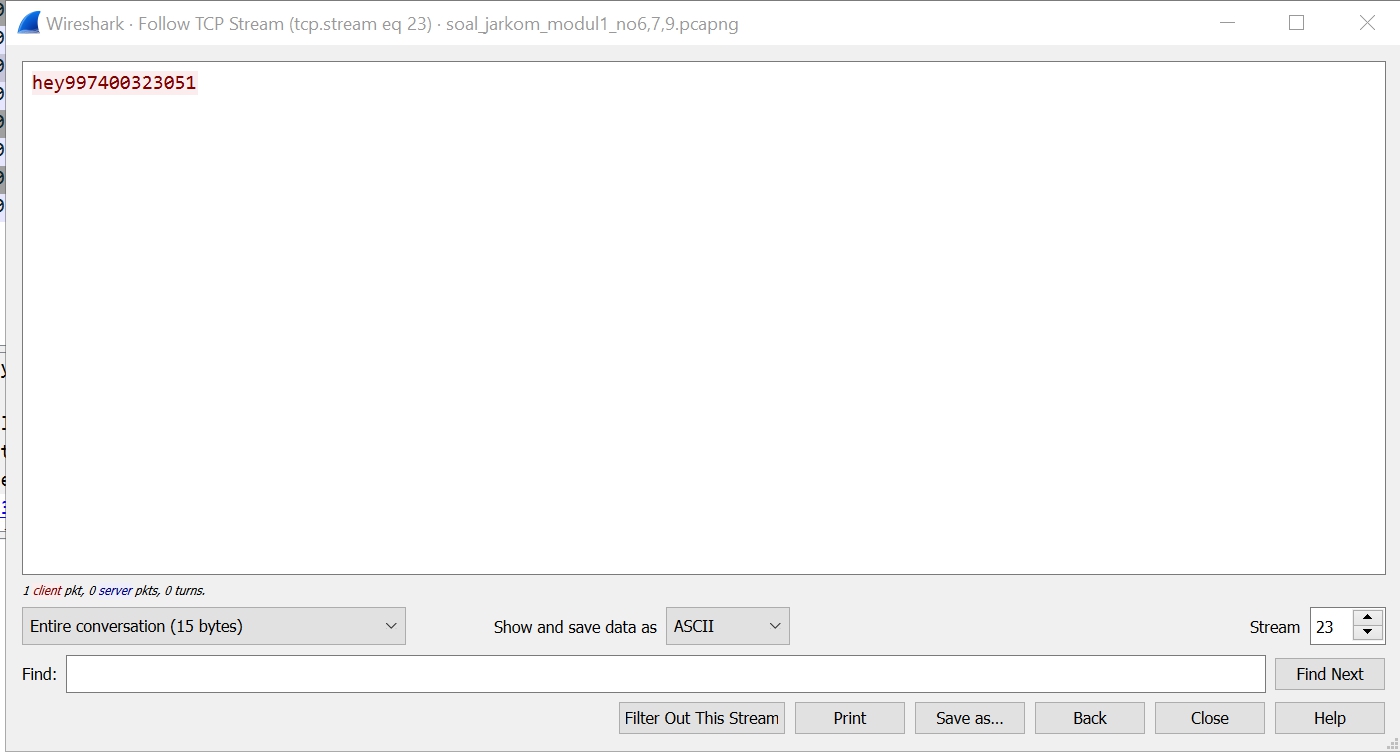 Wireshark · Follow TCP Stream (tcp.stream eq 23) · soal_jarkom_modul1_no6,7,9.pcapng
hey997400323051
1 client pkt, 0 server pkts, 0 turns.
Entire conversation (15 bytes)
Show and save data as
ASCII
Stream
23
Find:
Find Next
Filter Out This Stream
Print
Save as...
Back
Close
Help